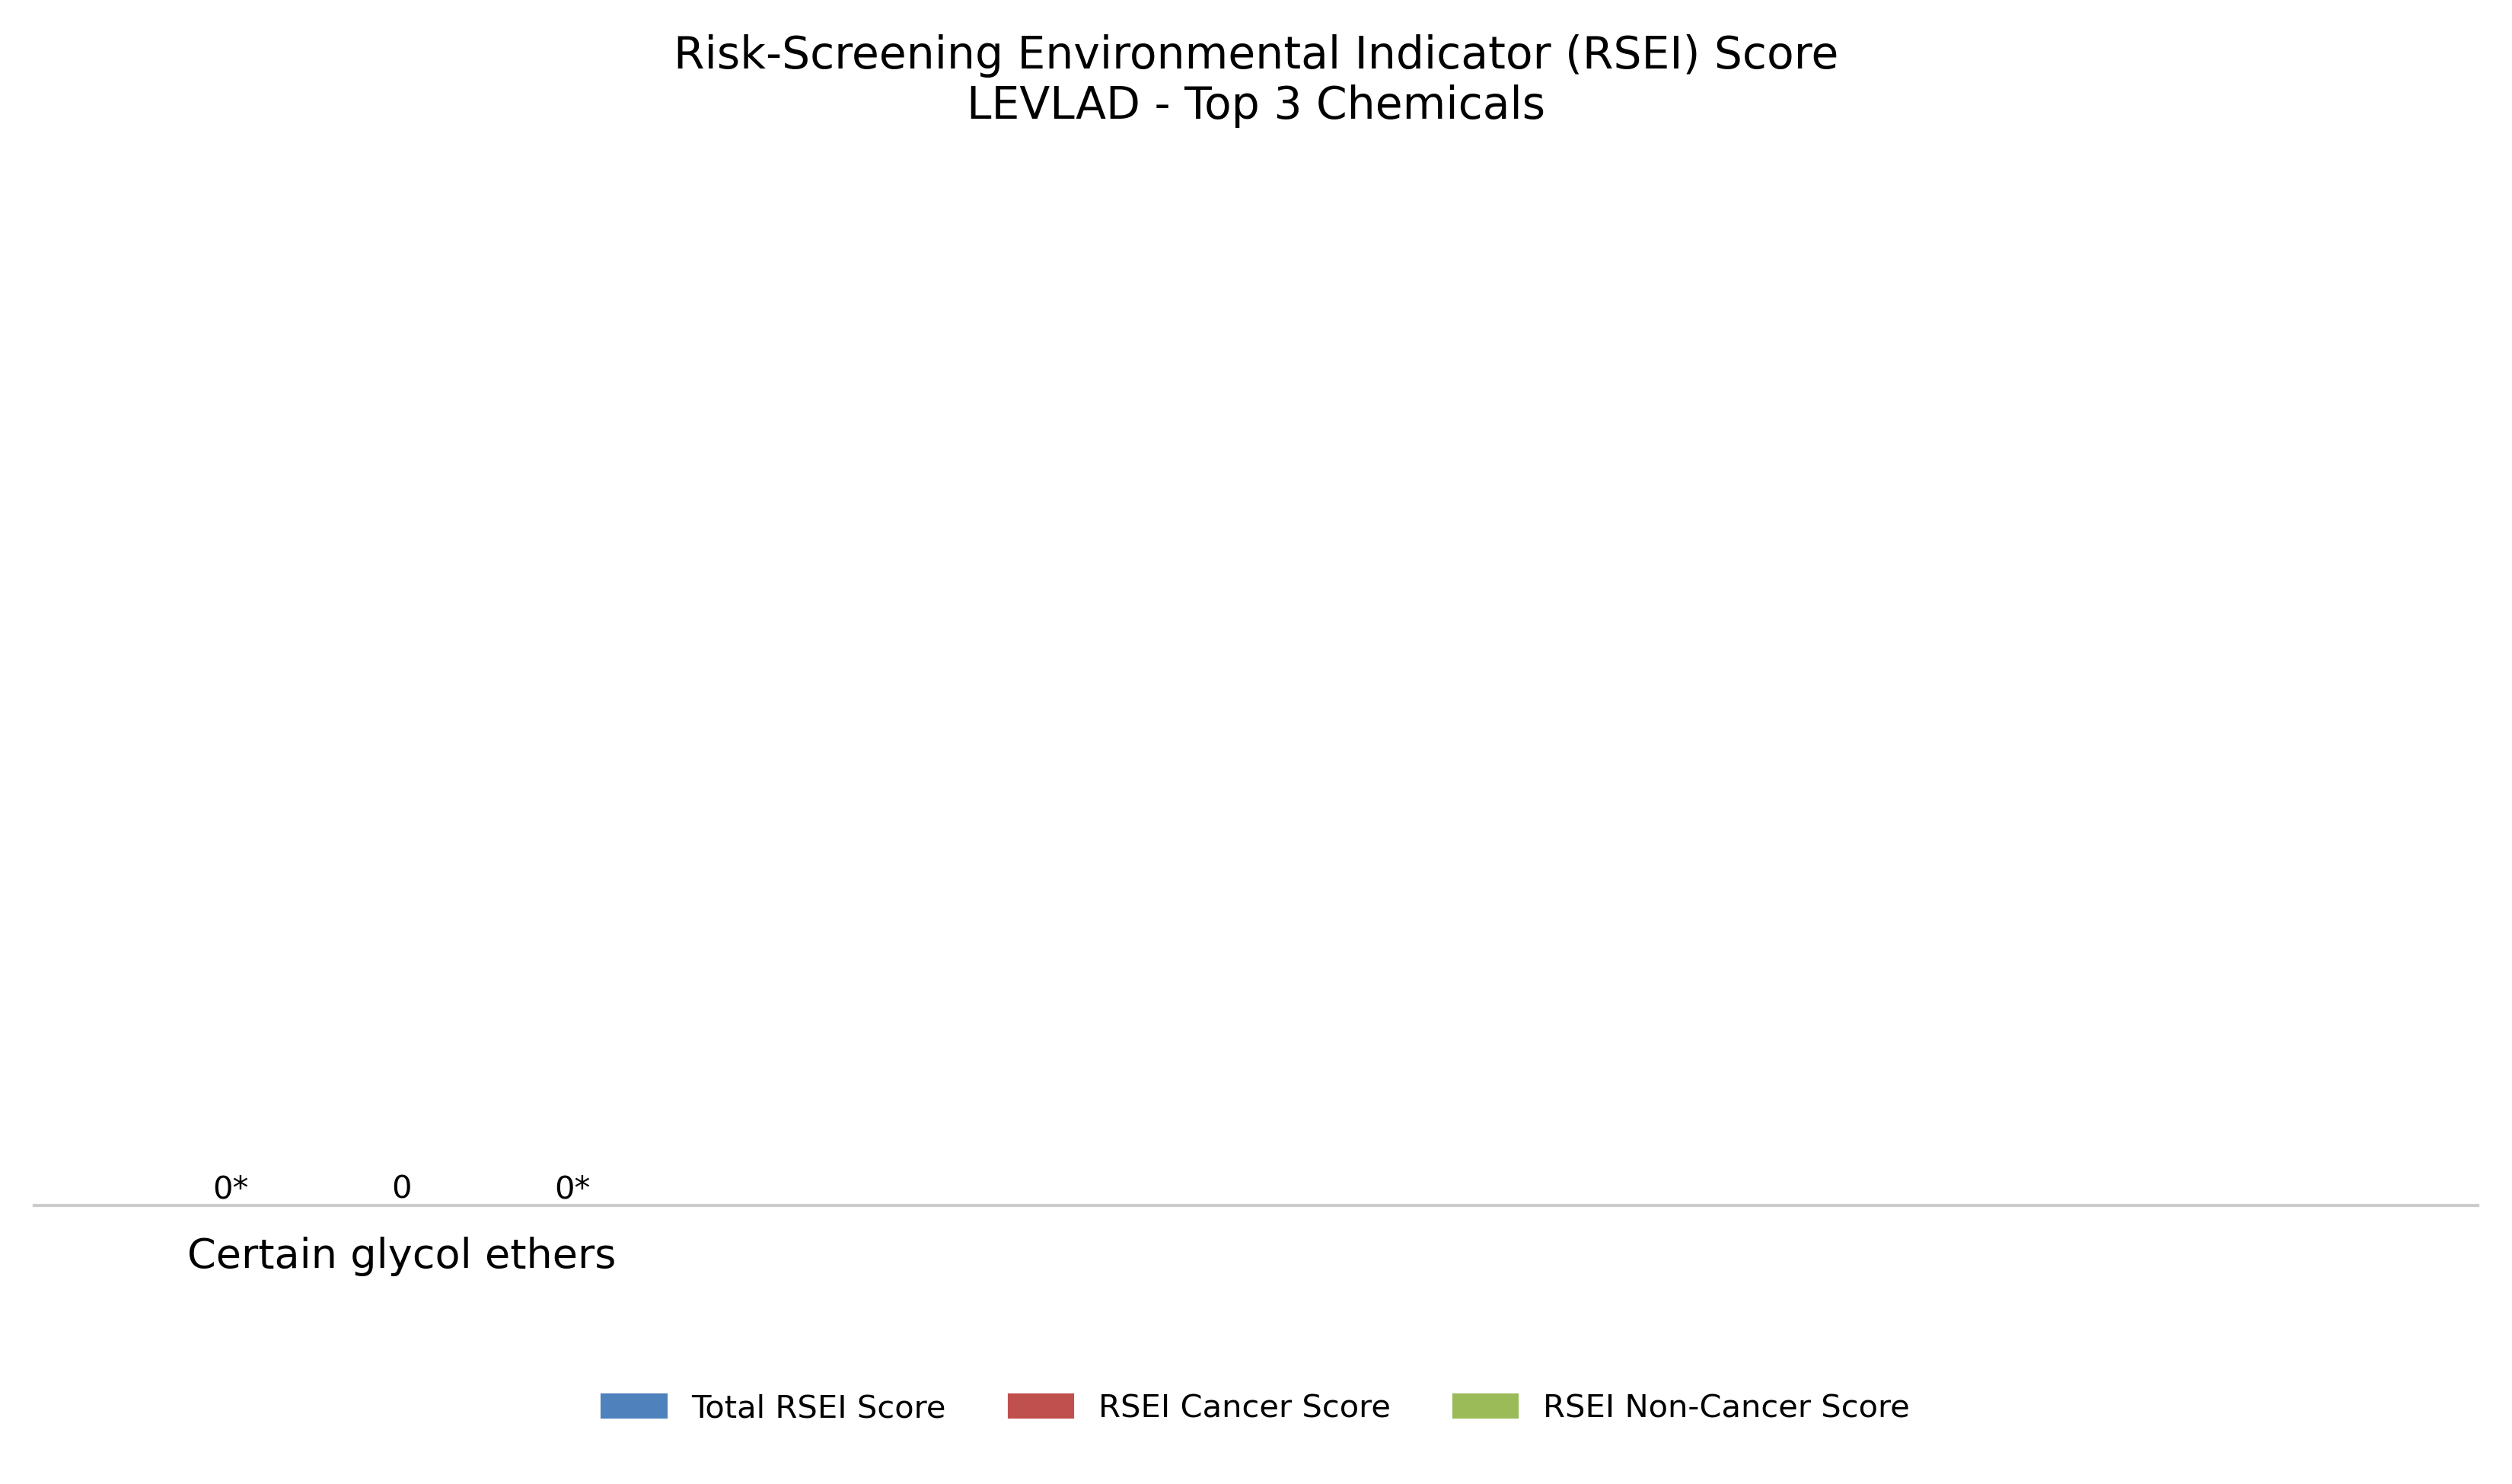 Risk-Screening Environmental Indicator (RSEI) Score
LEVLAD - Top 3 Chemicals
0* 0 0*
Certain glycol ethers
Total RSEI Score RSEI Cancer Score RSEI Non-Cancer Score